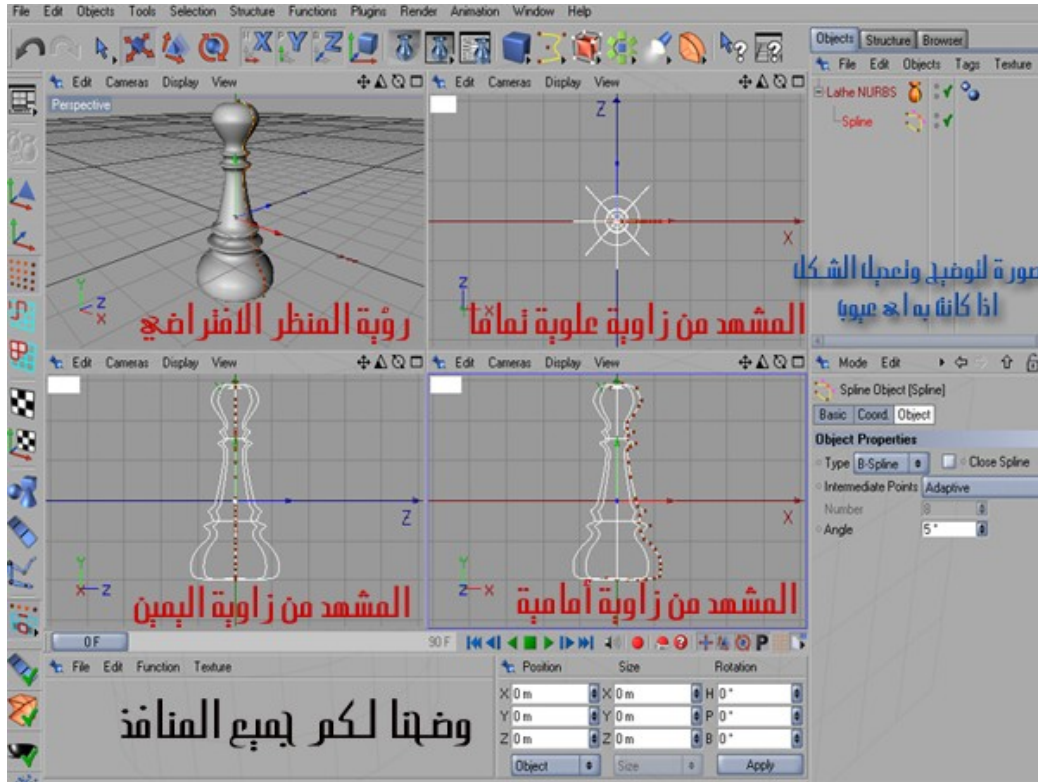 File Edit Objects Tools Selection Structure Functions Plugins Render Animation Window Help
X Y Z
Objects Structure Browser
File Edit Objects Tags Texture
Lathe NURBS
Spline
Edit Cameras Display View
Perspective
Y
Z
X
رؤية المنظر الافتراضي
Edit Cameras Display View
Z
X
Z
X
المشهد من زاوية علوية تماما
صورة لتوضيح وتعديل الشكل
اذا كانت به اى عيوب
Edit Cameras Display View
Z
Y
X Z
المشهد من زاوية اليمين
Edit Cameras Display View
X
Y
Z X
المشهد من زاوية أمامية
Mode Edit
Spline Object [Spline]
Basic Coord. Object
Object Properties
Type B-Spline Close Spline
Intermediate Points Adaptive
Number 8
Angle 5 °
0 F 90 F
P
File Edit Function Texture
وضحنا لكم جميع المنافذ
Position Size Rotation
X 0 m X 0 m H 0 °
Y 0 m Y 0 m P 0 °
Z 0 m Z 0 m B 0 °
Object Size Apply